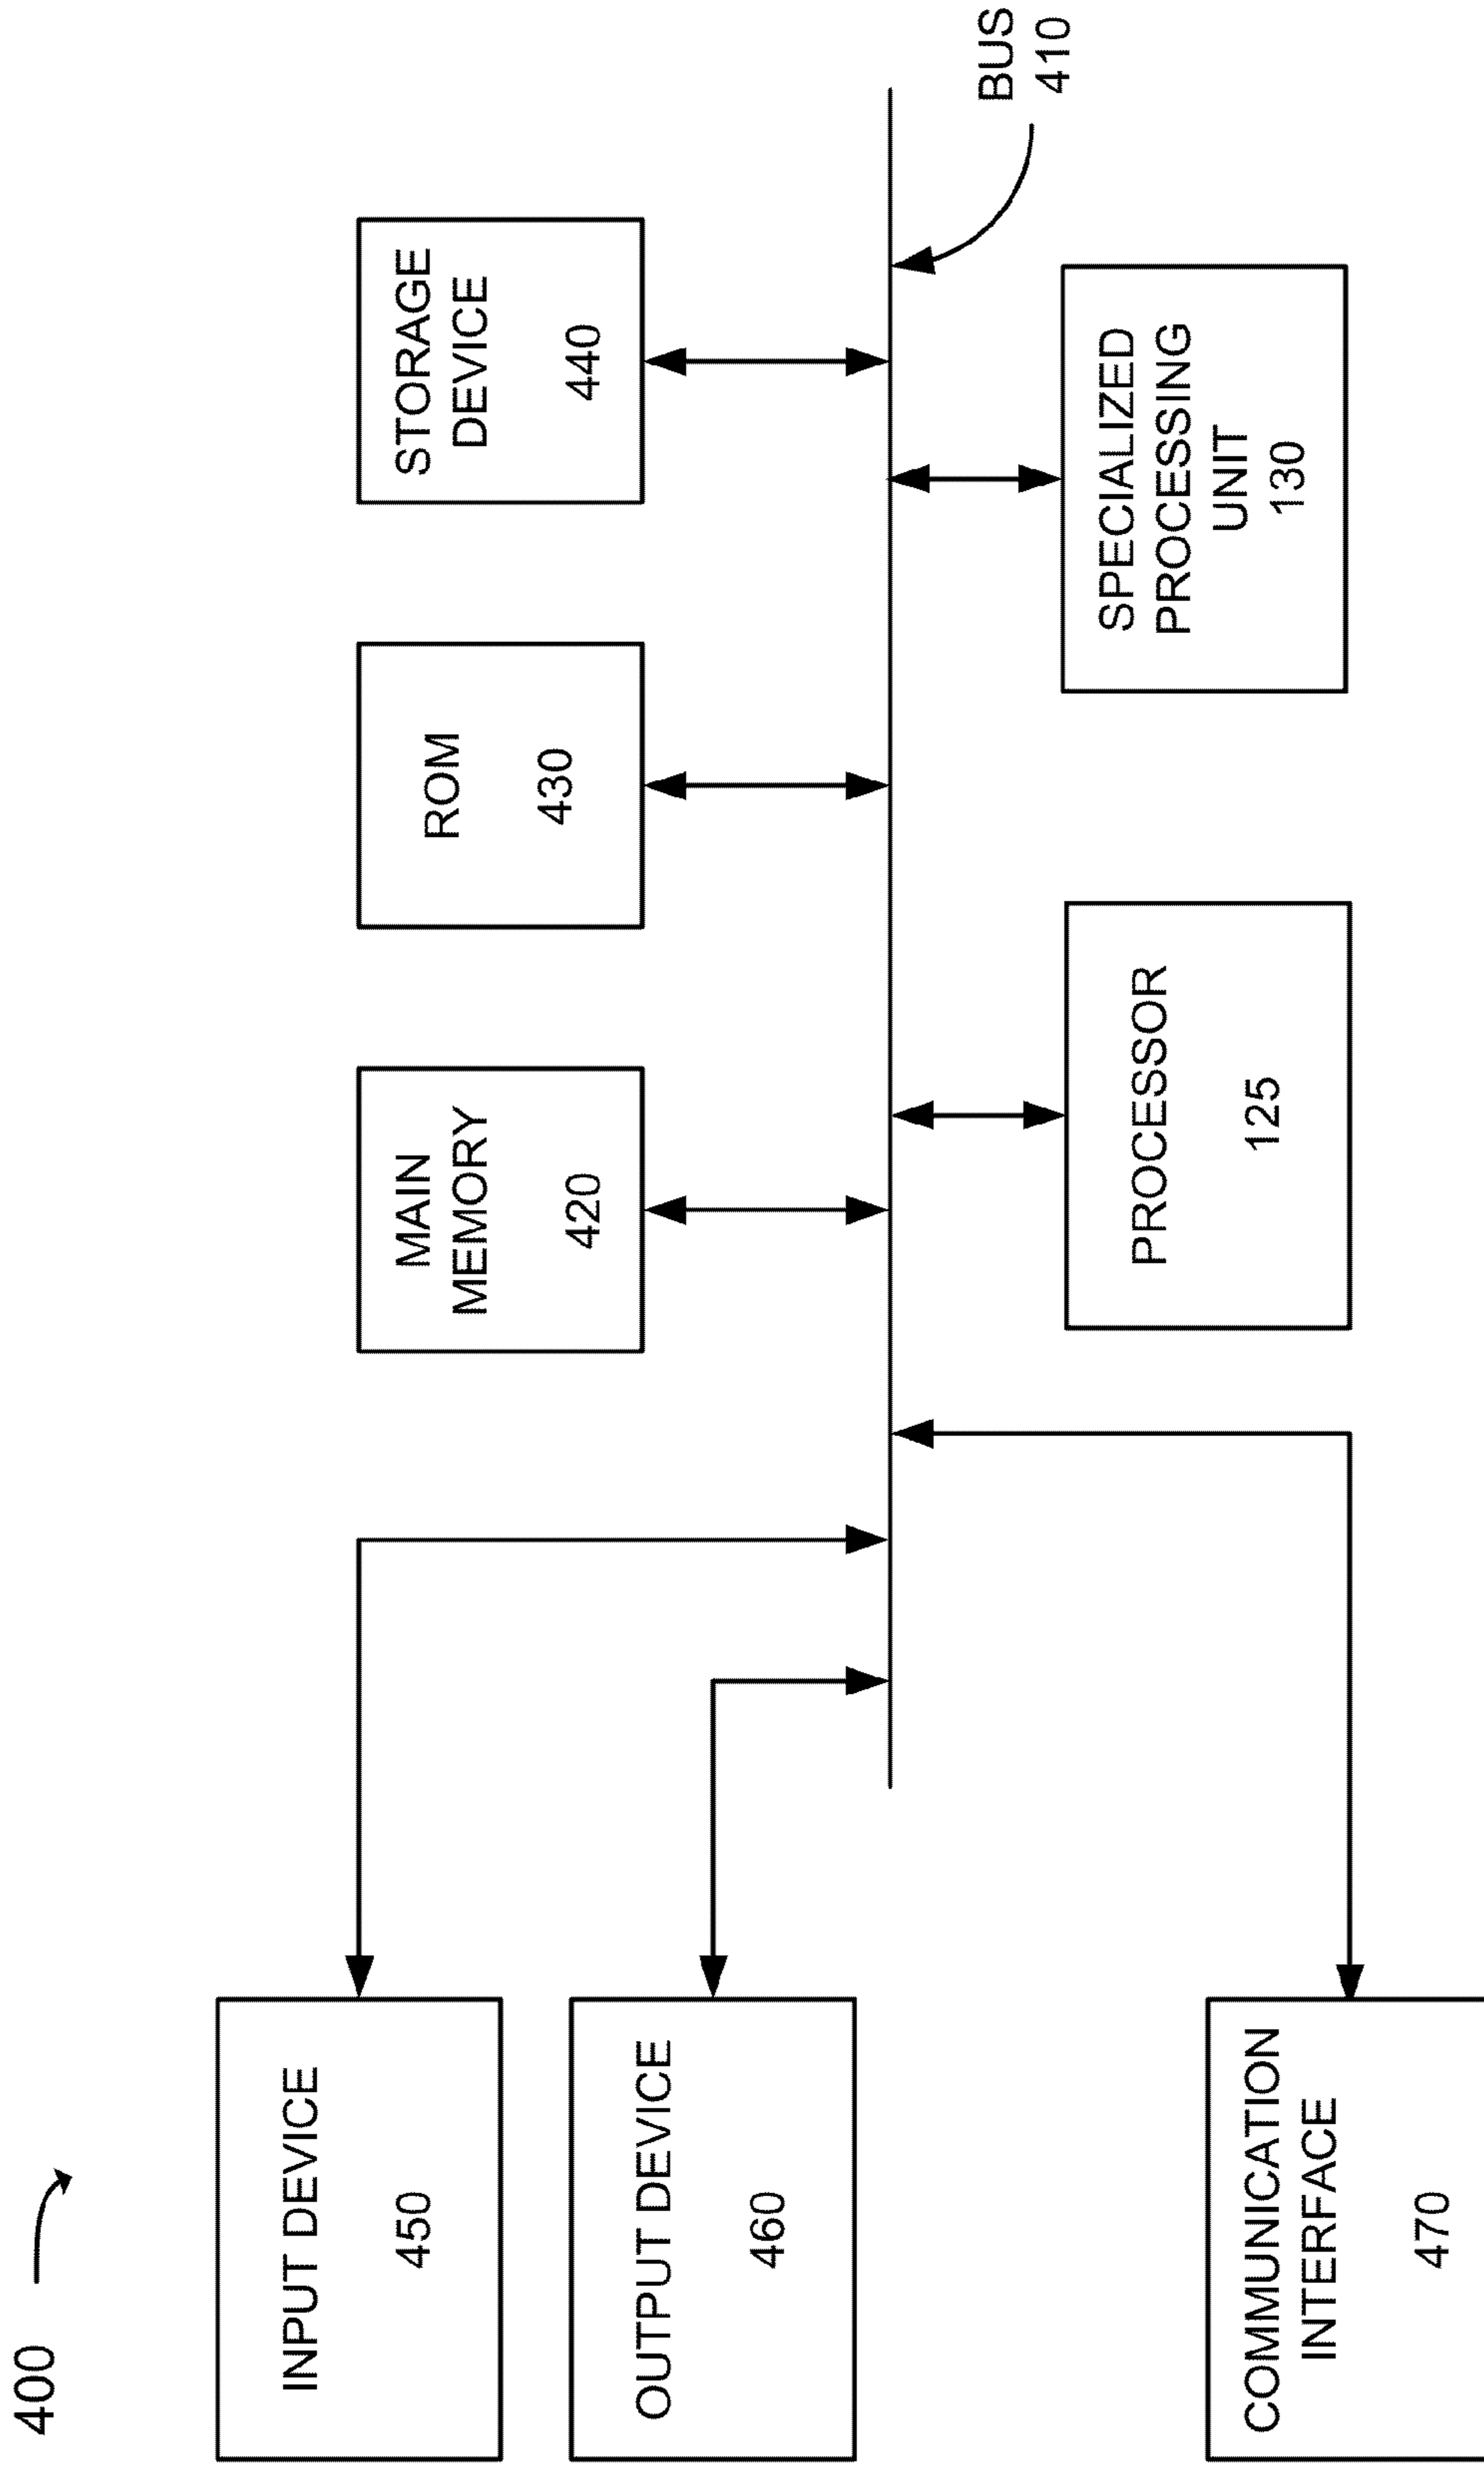 400
INPUT DEVICE
450
OUTPUT DEVICE
460
COMMUNICATION
INTERFACE
470
MAIN
MEMORY
420
ROM
430
STORAGE
DEVICE
440
PROCESSOR
125
SPECIALIZED
PROCESSING
UNIT
130
BUS
410